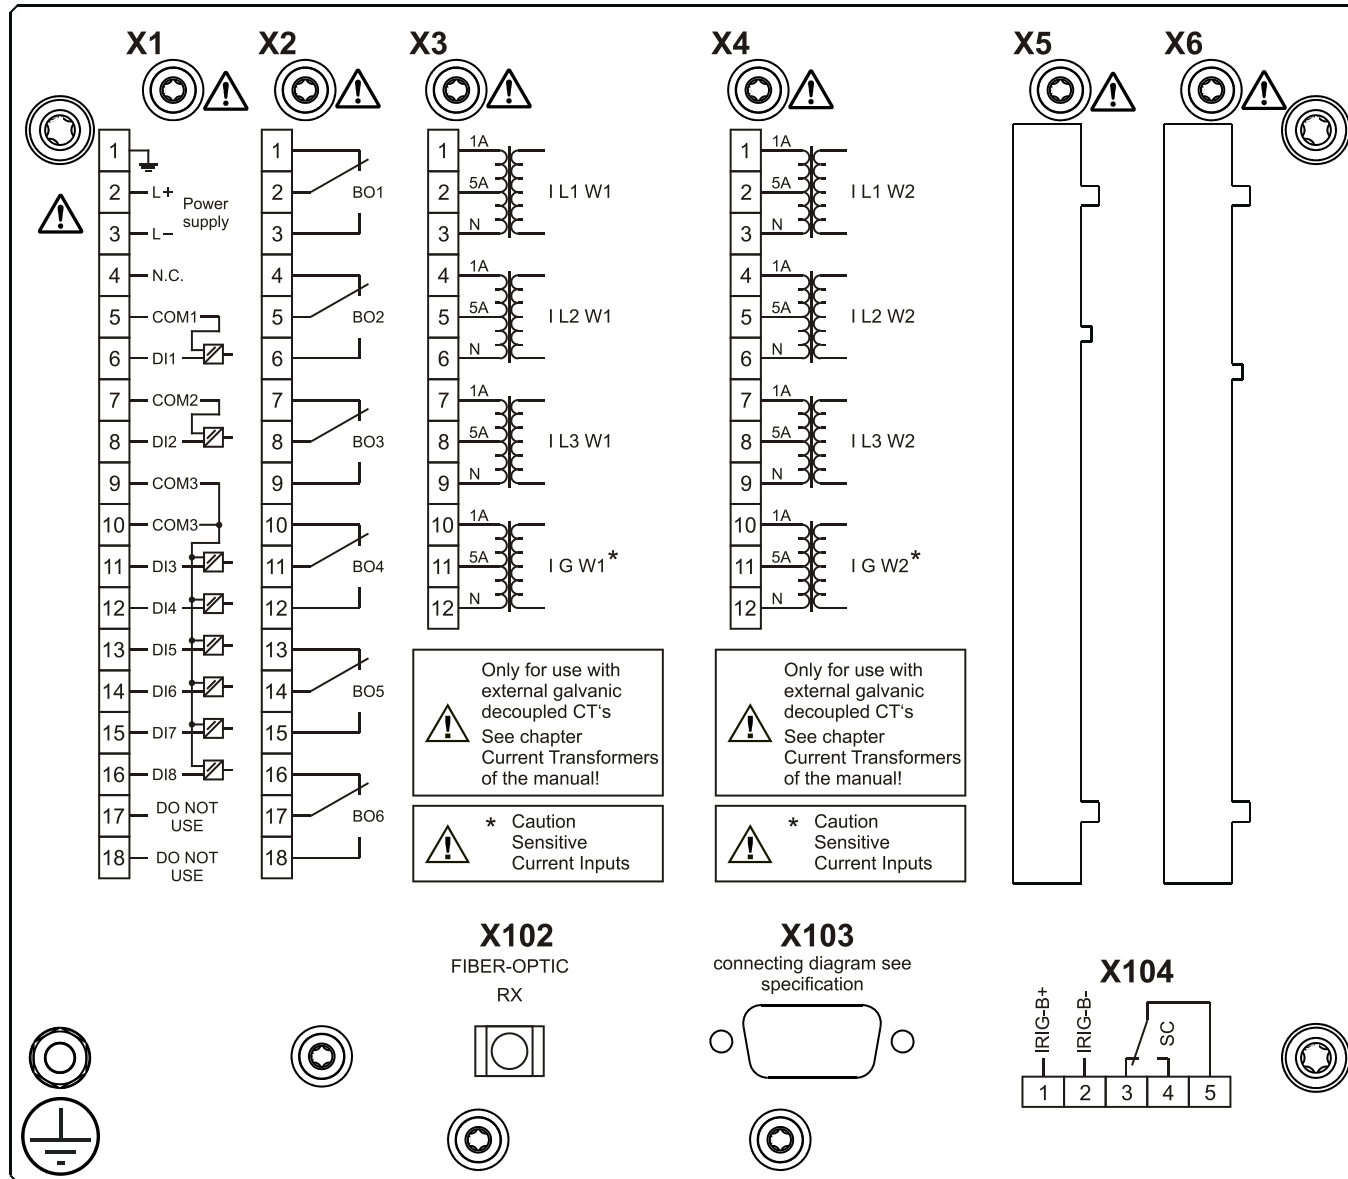 X1 X2 X3 X4 X5 X6
1
2 L+
3 L-
Power
supply
4 N.C.
5 COM1
6 DI1
7 COM2
8 DI2
9 COM3
10 COM3
11 DI3
12 DI4
13 DI5
14 DI6
15 DI7
16 DI8
17 DO NOT
USE
18 DO NOT
USE
1
2 BO1
3
4
5 BO2
6
7
8 BO3
9
10
11 BO4
12
13
14 BO5
15
16
17 BO6
18
1 1A
2 5A I L1 W1
3 N
4 1A
5 5A I L2 W1
6 N
7 1A
8 5A I L3 W1
9 N
10 1A
11 5A I G W1*
12 N
Only for use with
external galvanic
decoupled CT‘s
See chapter
Current Transformers
of the manual!
* Caution
Sensitive
Current Inputs
1 1A
2 5A I L1 W2
3 N
4 1A
5 5A I L2 W2
6 N
7 1A
8 5A I L3 W2
9 N
10 1A
11 5A I G W2*
12 N
Only for use with
external galvanic
decoupled CT‘s
See chapter
Current Transformers
of the manual!
* Caution
Sensitive
Current Inputs
X102
FIBER-OPTIC
RX
X103
connecting diagram see
specification
X104
IRIG-B+
IRIG-B-
SC
1 2 3 4 5